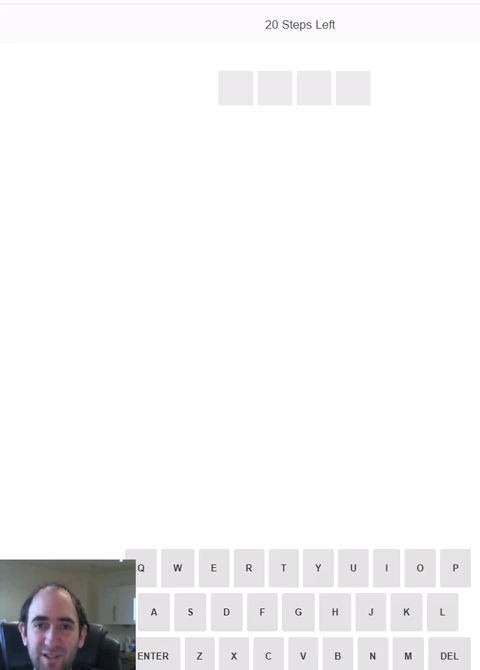 20 Steps Left
Q W E R T Y U I O P
A S D F G H J K L
ENTER Z X C V B N M DEL